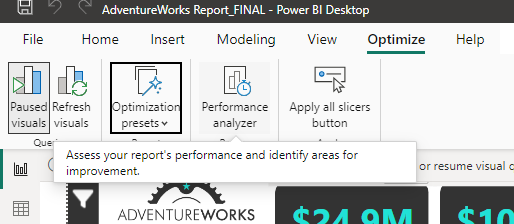 AdventureWorks Report_FINAL - Power BI Desktop
File Home Insert Modeling View Optimize Help
Paused visuals
Refresh visuals
Optimization presets
Performance analyzer
Apply all slicers button
Assess your report's performance and identify areas for
improvement.
or resume visual
ADVENTUREWORKS
$24.9M